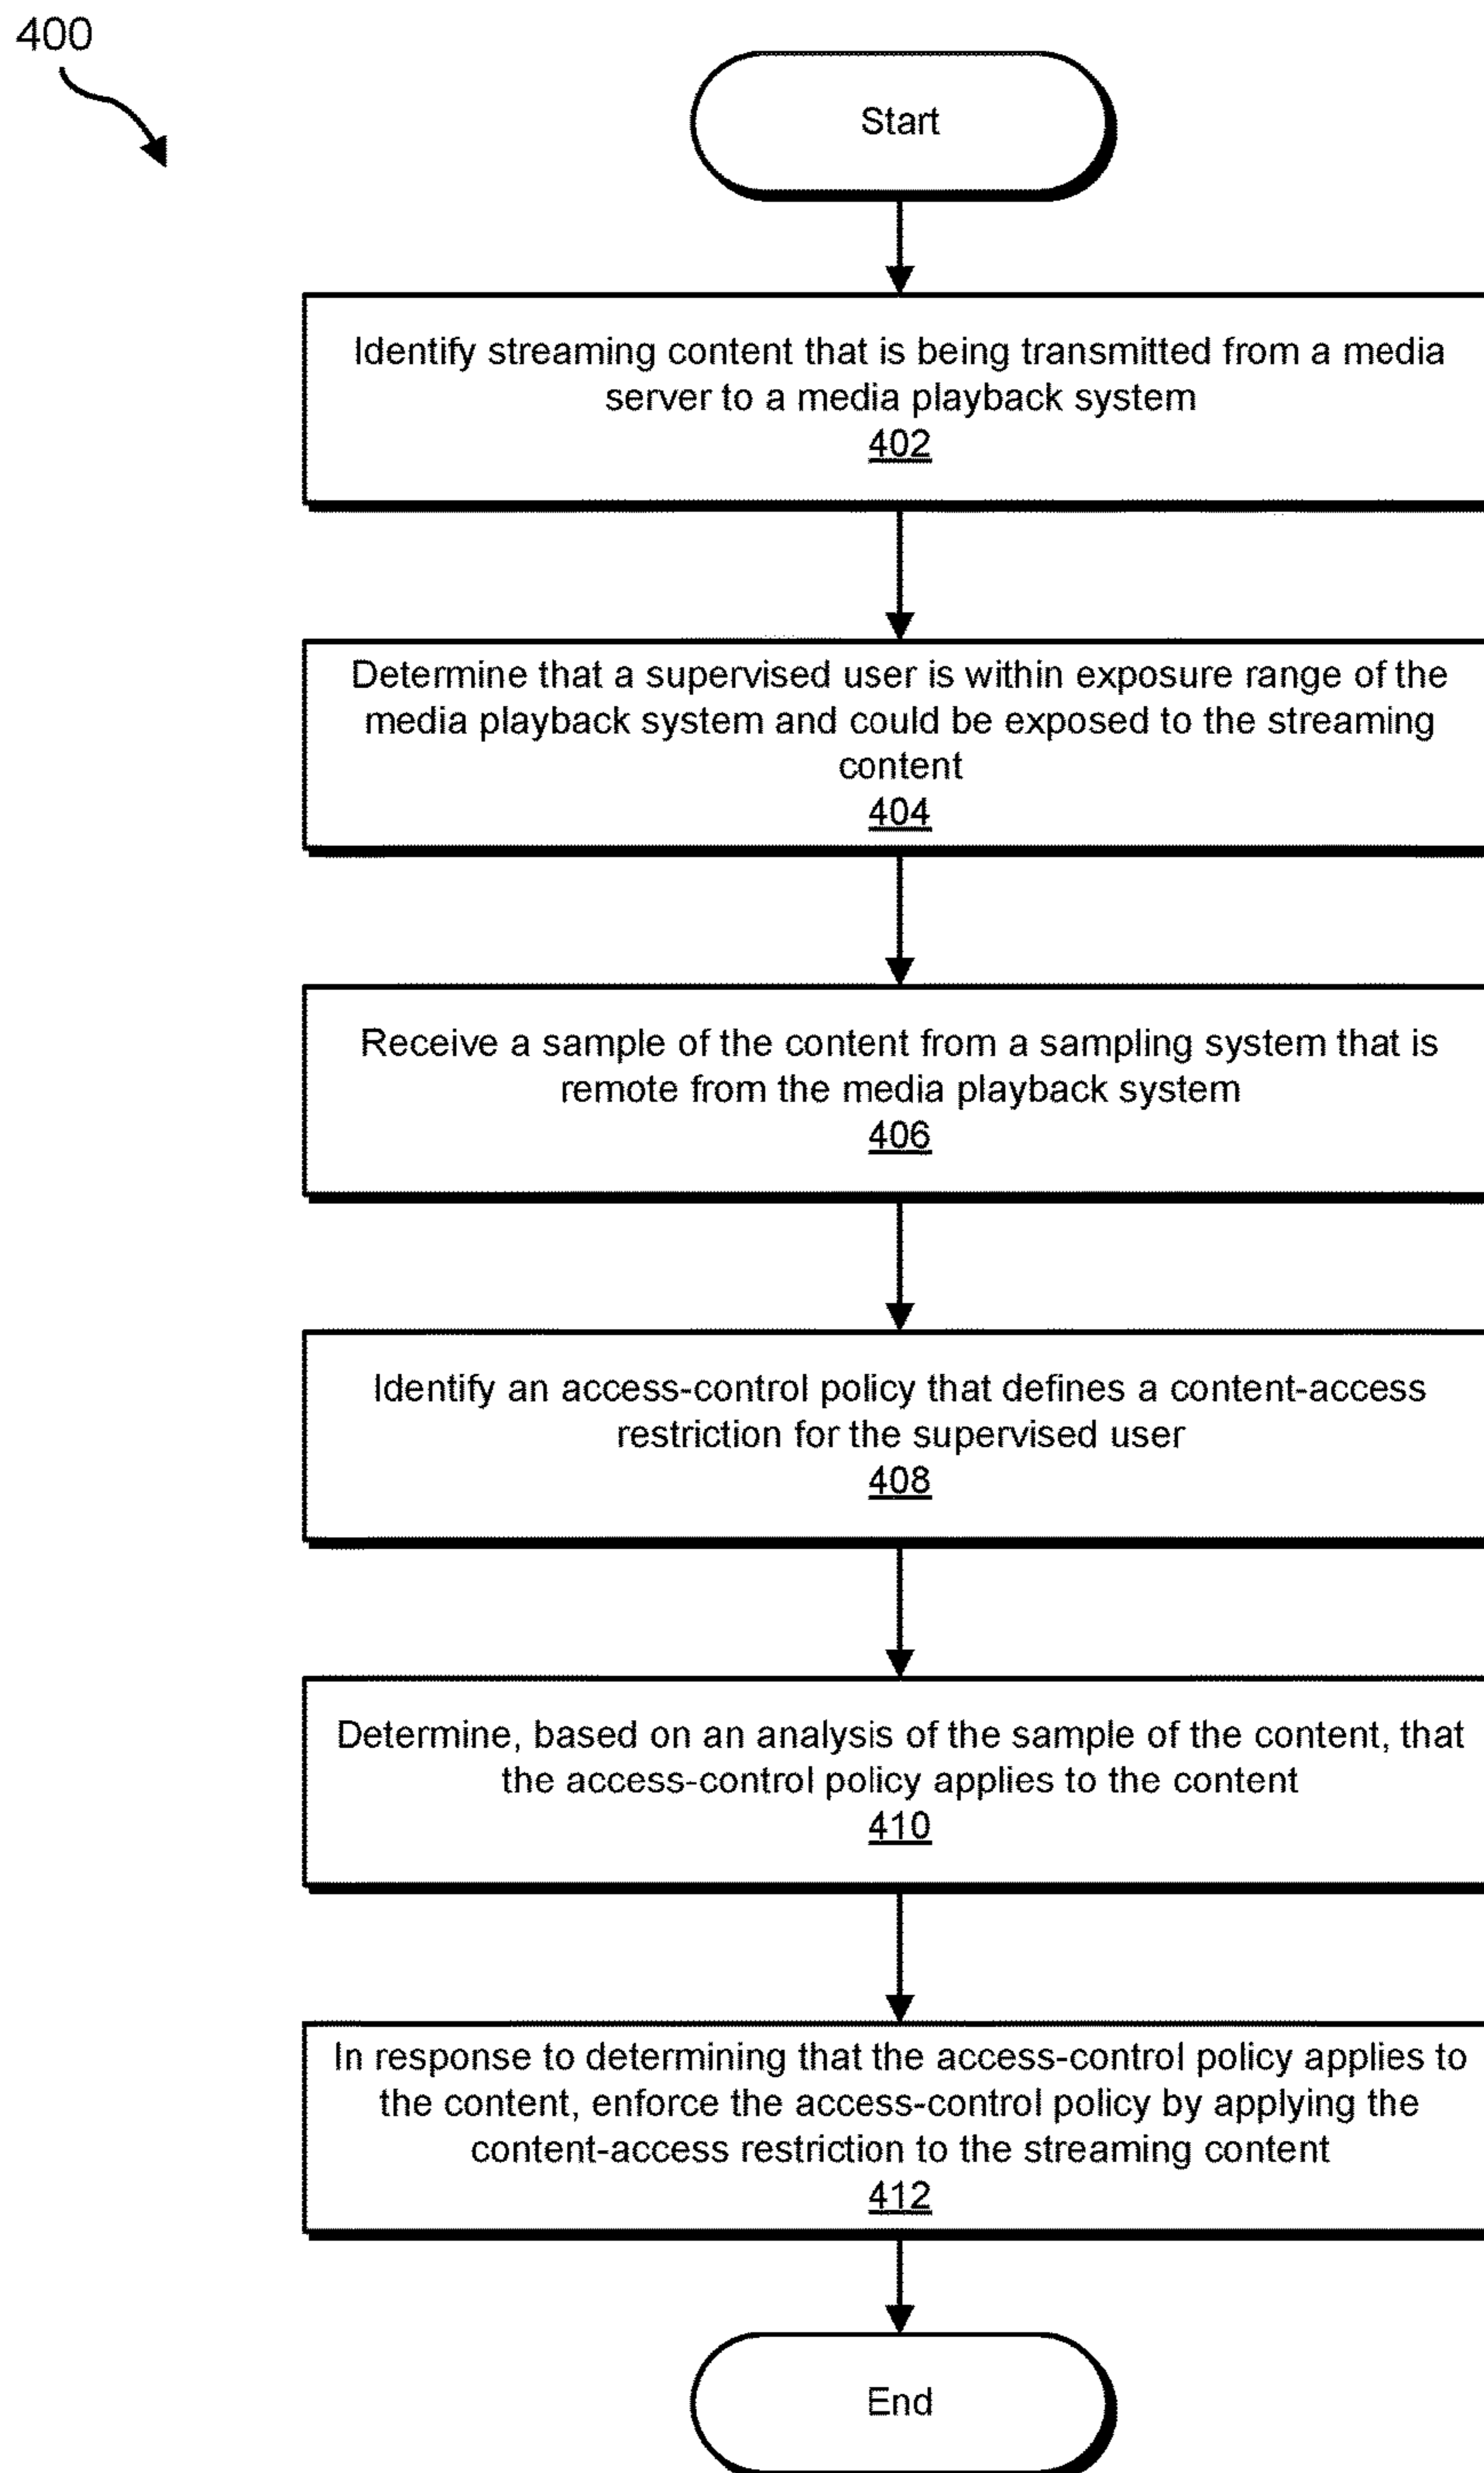 400
Start
Identify streaming content that is being transmitted from a media
server to a media playback system
402
Determine that a supervised user is within exposure range of the
media playback system and could be exposed to the streaming
content
404
Receive a sample of the content from a sampling system that is
remote from the media playback system
406
Identify an access-control policy that defines a content-access
restriction for the supervised user
408
Determine, based on an analysis of the sample of the content, that
the access-control policy applies to the content
410
In response to determining that the access-control policy applies to
the content, enforce the access-control policy by applying the
content-access restriction to the streaming content
412
End